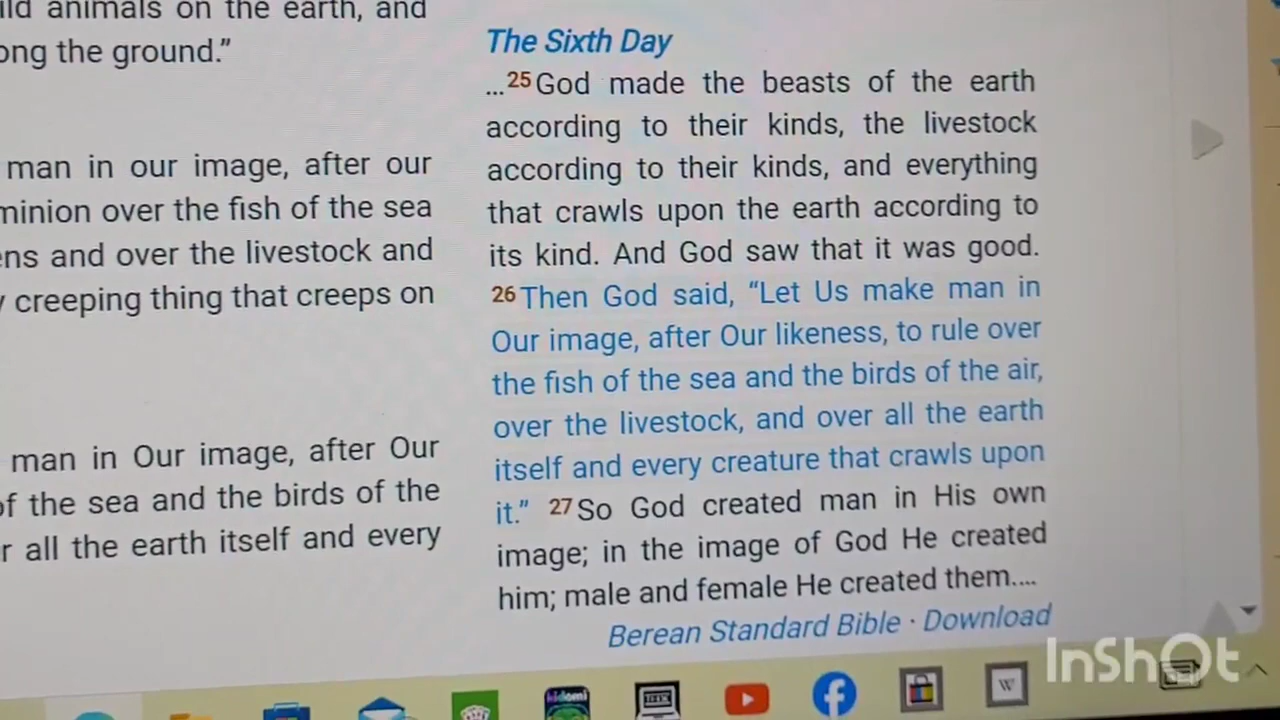 animals on the earth, and
the ground.”
man in our image, after our
over the fish of the sea
and over the livestock and
creeping thing that creeps on
man in Our image, after Our
of the sea and the birds of the
all the earth itself and every
The Sixth Day
...25 God made the beasts of the earth
according to their kinds, the livestock
according to their kinds, and everything
that crawls upon the earth according to
its kind. And God saw that it was good.
26 Then God said, “Let Us make man in
Our image, after Our likeness, to rule over
the fish of the sea and the birds of the air,
over the livestock, and over all the earth
itself and every creature that crawls upon
it.” 27 So God created man in His own
image; in the image of God He created
him; male and female He created them....
Berean Standard Bible · Download
kidomi
W
InShOt